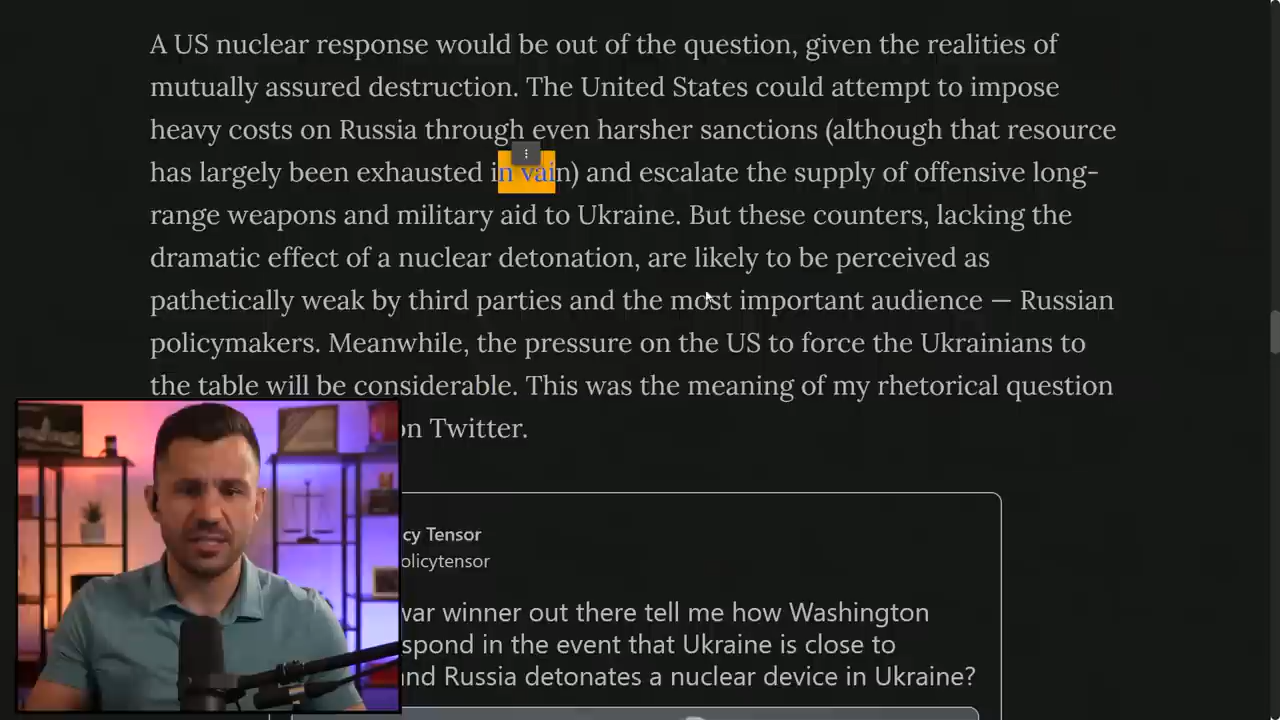 A US nuclear response would be out of the question, given the realities of
mutually assured destruction. The United States could attempt to impose
heavy costs on Russia through even harsher sanctions (although that resource
has largely been exhausted in vain) and escalate the supply of offensive long-
range weapons and military aid to Ukraine. But these counters, lacking the
dramatic effect of a nuclear detonation, are likely to be perceived as
pathetically weak by third parties and the most important audience — Russian
policymakers. Meanwhile, the pressure on the US to force the Ukrainians to
the table will be considerable. This was the meaning of my rhetorical question
on Twitter.
cy Tensor
olicytensor
war winner out there tell me how Washington
spond in the event that Ukraine is close to
nd Russia detonates a nuclear device in Ukraine?